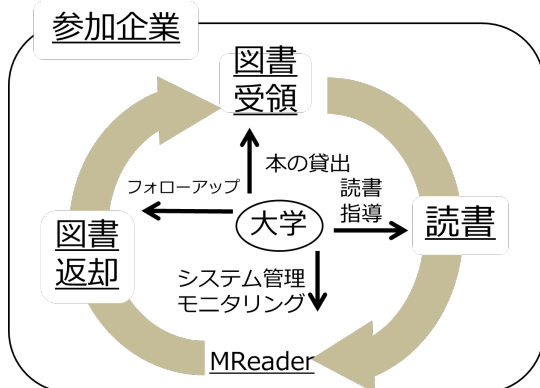 参加企業
図書
受領
本の貸出
フォローアップ
読書
指導
大学
読書
図書
返却
システム管理
モニタリング
MReader